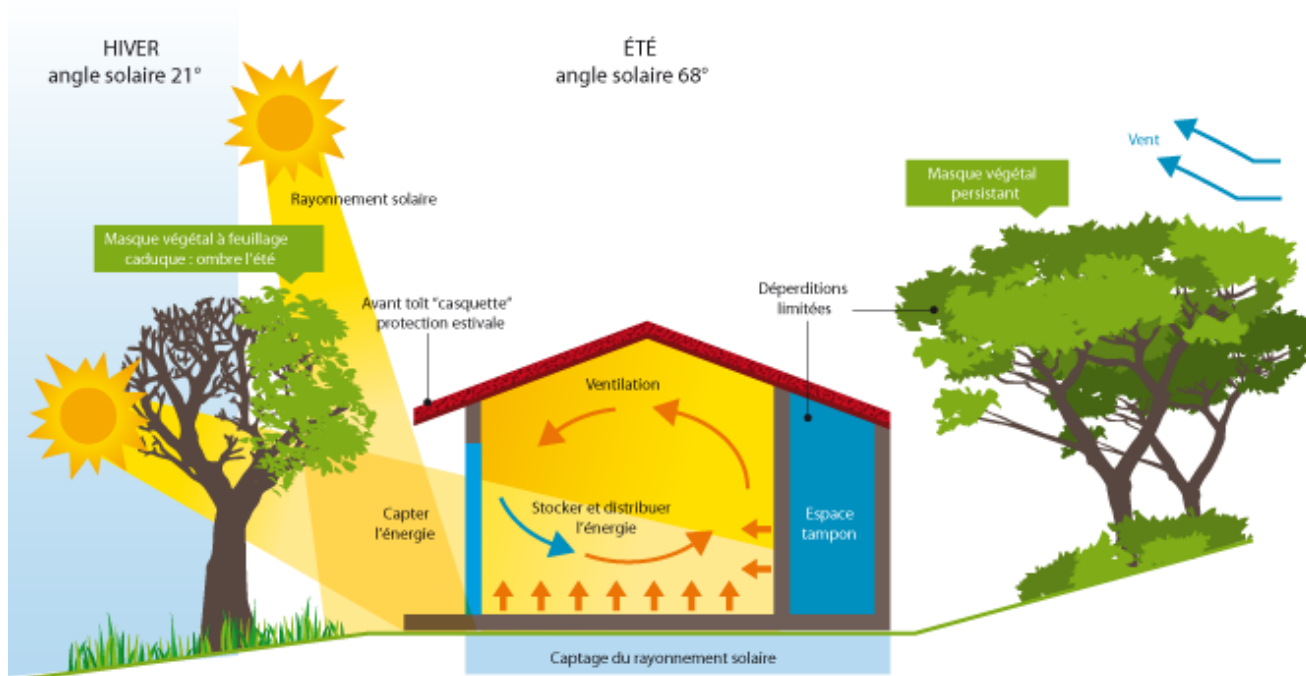 HIVER
angle solaire 21°
ÉTÉ
angle solaire 68°
Vent
Masque végétal
persistant
Rayonnement solaire
Masque végétal à feuillage
caduque : ombre l'été
Avant toît "casquette"
protection estivale
Déperditions
limitées
Ventilation
Capter
l'énergie
Stocker et distribuer
l'énergie
Espace
tampon
Captage du rayonnement solaire